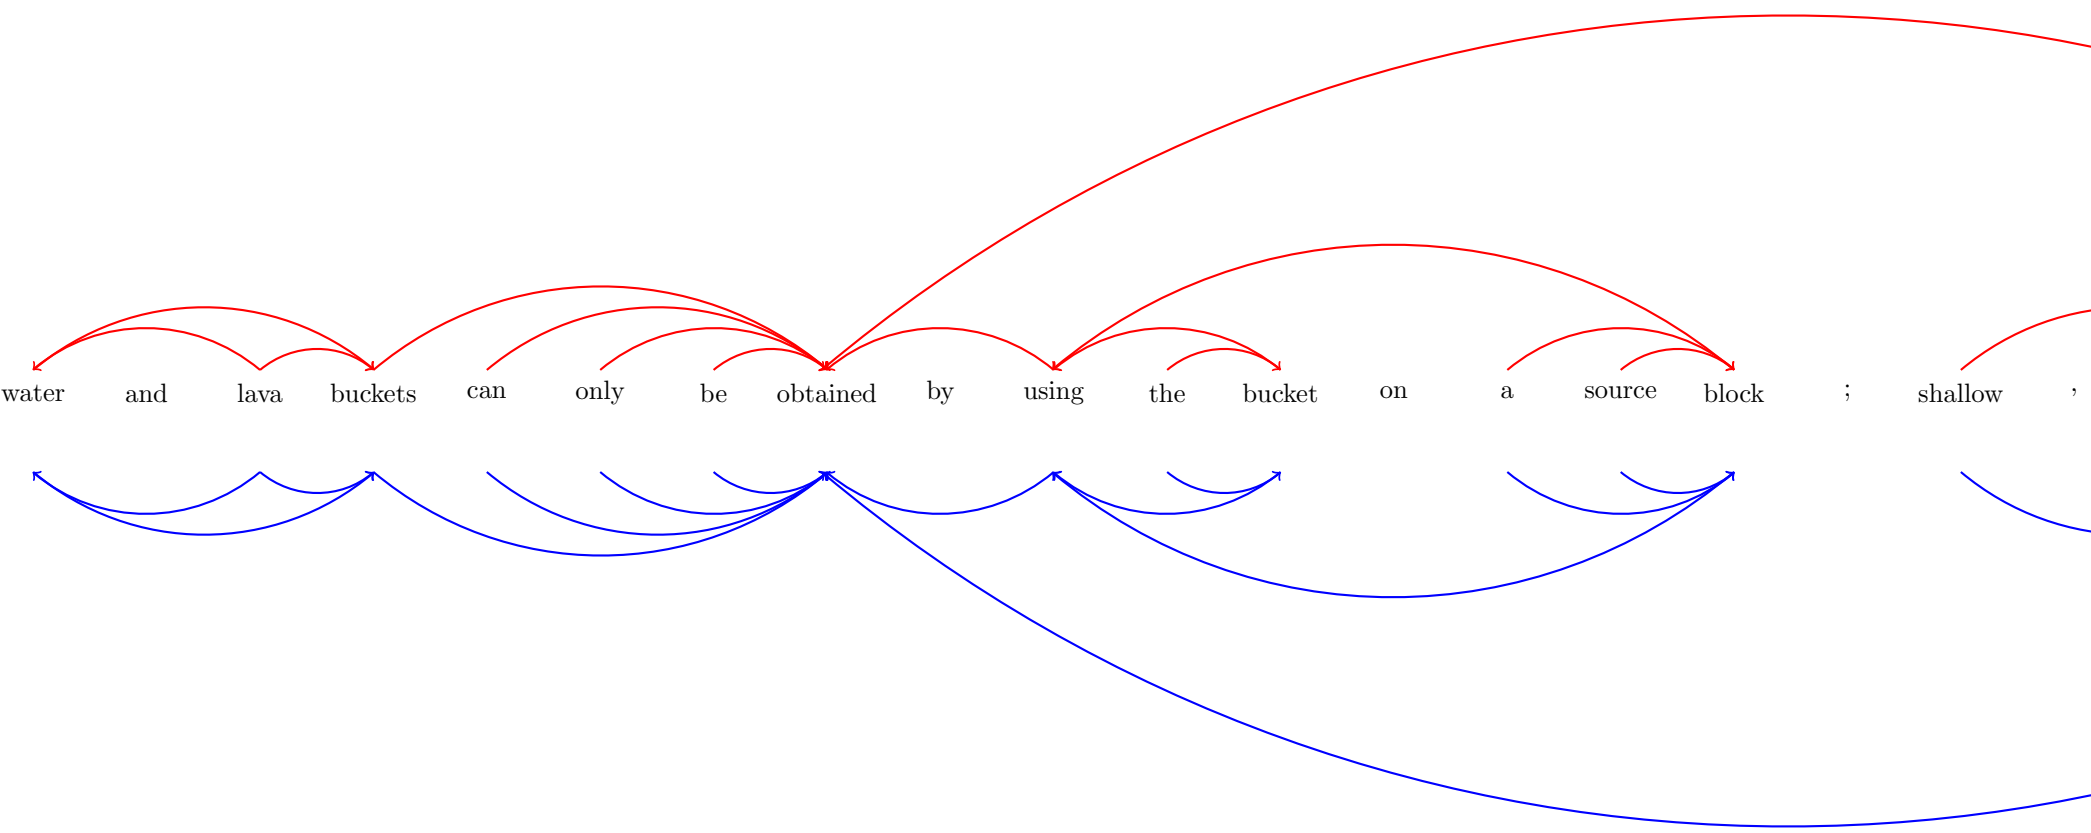 water and lava buckets can only be obtained by using the bucket on a source block ; shallow ,